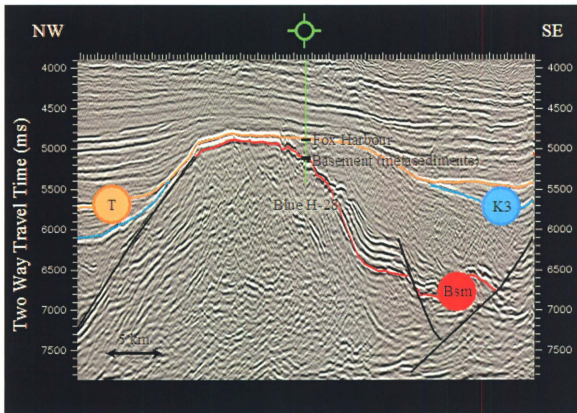 NW
SE
4000
4500
5000
5500
6000
6500
7000
7500
4000
4500
5000
5500
6000
6500
7000
7500
Two Way Travel Time (ms)
Fox Harbour
Basement (metasediments)
Blue H-28
T
K3
Bsm
5 km